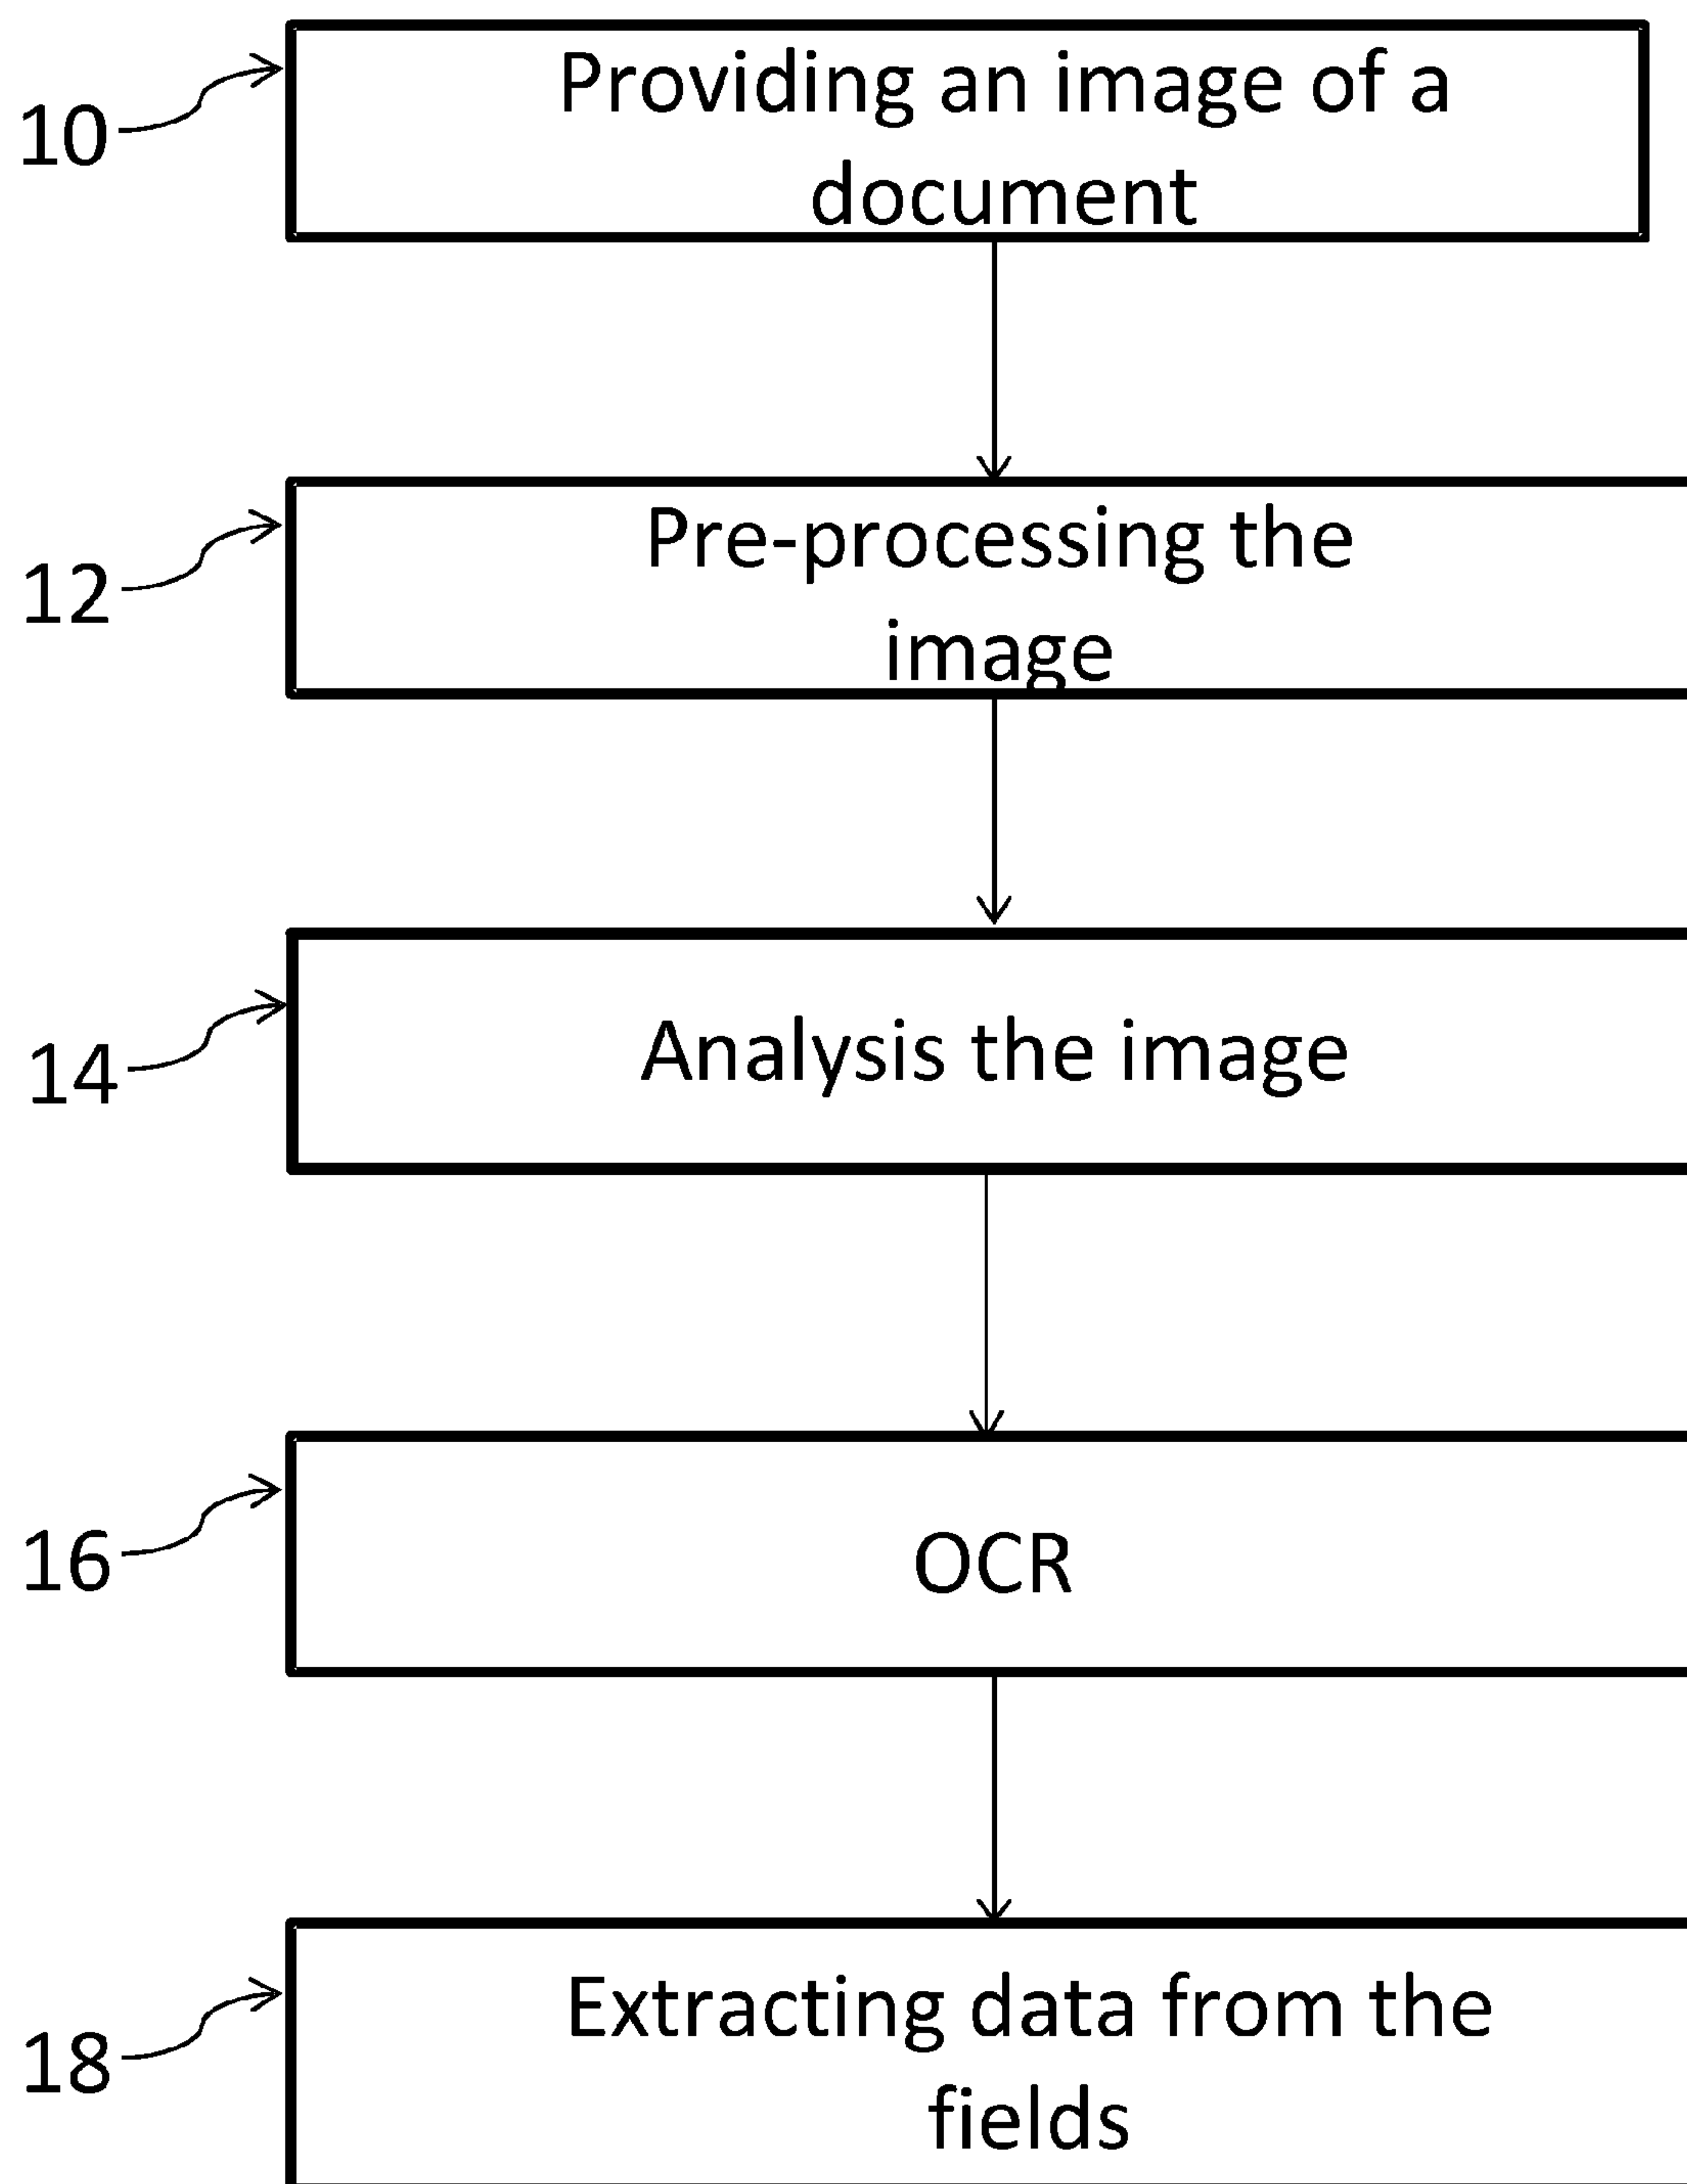 10
Providing an image of a
document
12
Pre-processing the
image
14
Analysis the image
16
OCR
18
Extracting data from the
fields